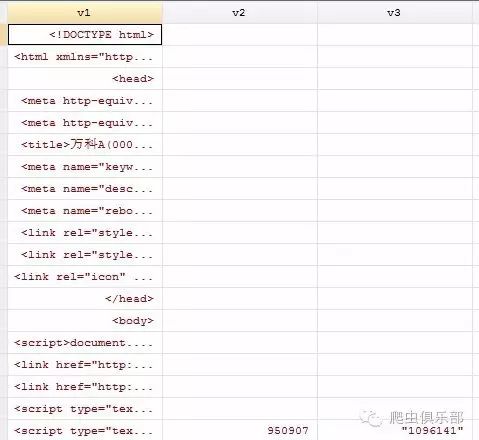 v1 v2 v3
<!DOCTYPE html>
<html xmlns="http...
<head>
<meta http-equiv...
<meta http-equiv...
<title>万科A(000...
<meta name="keyw...
<meta name="desc...
<meta name="robo...
<link rel="style...
<link rel="style...
<link rel="icon" ...
</head>
<body>
<script>document....
<link href="http:...
<link href="http:...
<script type="tex...
<script type="tex... 950907 "1096141"
爬虫俱乐部